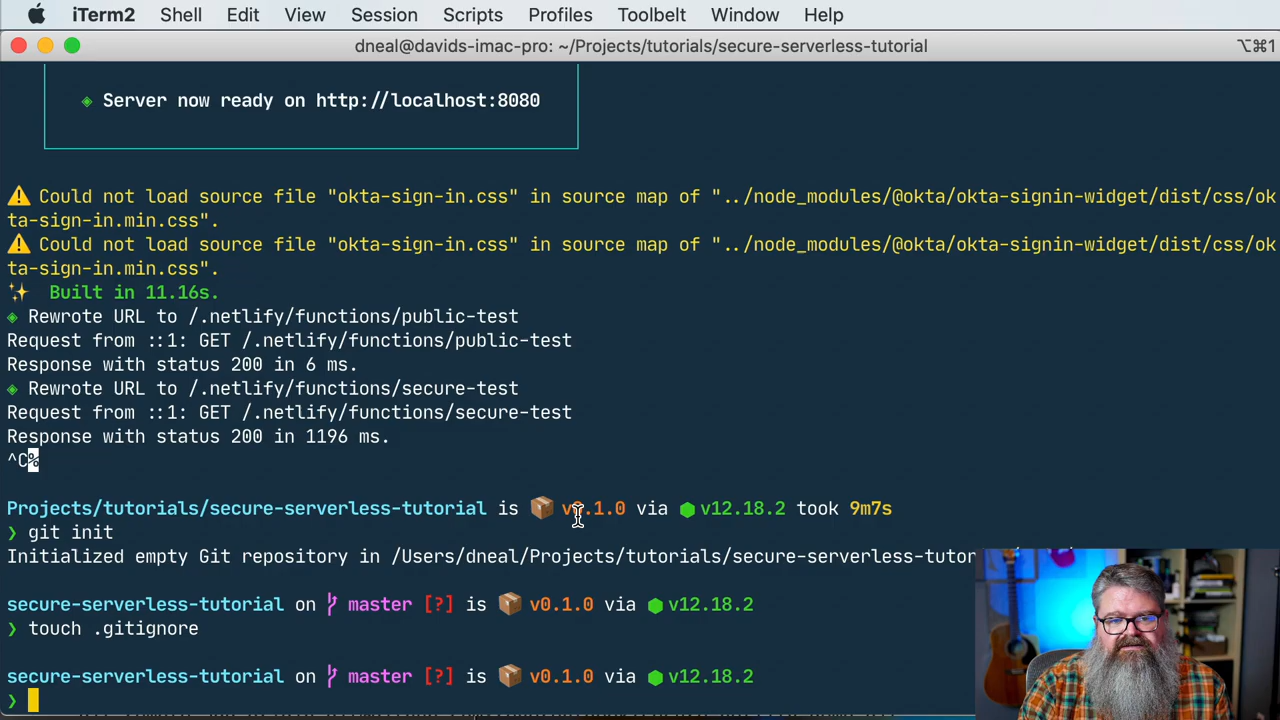 iTerm2 Shell Edit View Session Scripts Profiles Toolbelt Window Help
dneal@davids-imac-pro: ~/Projects/tutorials/secure-serverless-tutorial ⌥⌘1
◈ Server now ready on http://localhost:8080
⚠️ Could not load source file "okta-sign-in.css" in source map of "../node_modules/@okta/okta-signin-widget/dist/css/ok
ta-sign-in.min.css".
⚠️ Could not load source file "okta-sign-in.css" in source map of "../node_modules/@okta/okta-signin-widget/dist/css/ok
ta-sign-in.min.css".
✨ Built in 11.16s.
◈ Rewrote URL to /.netlify/functions/public-test
Request from ::1: GET /.netlify/functions/public-test
Response with status 200 in 6 ms.
◈ Rewrote URL to /.netlify/functions/secure-test
Request from ::1: GET /.netlify/functions/secure-test
Response with status 200 in 1196 ms.
^C%
Projects/tutorials/secure-serverless-tutorial is 📦 v0.1.0 via ⬢ v12.18.2 took 9m7s
❯ git init
Initialized empty Git repository in /Users/dneal/Projects/tutorials/secure-serverless-tutor
secure-serverless-tutorial on master [?] is 📦 v0.1.0 via ⬢ v12.18.2
❯ touch .gitignore
secure-serverless-tutorial on master [?] is 📦 v0.1.0 via ⬢ v12.18.2
❯